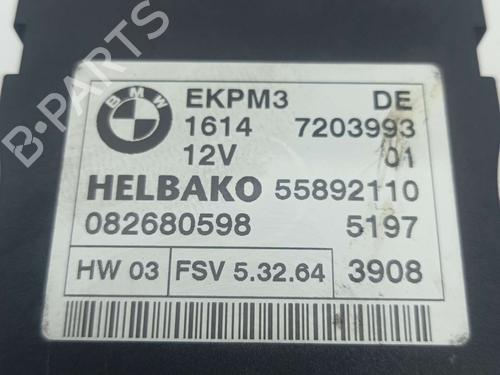 B-PARTS
BMW
EKPM3 DE
1614 7203993
12V 01
HELBAKO 55892110
082680598 5197
HW 03 FSV 5.32.64 3908